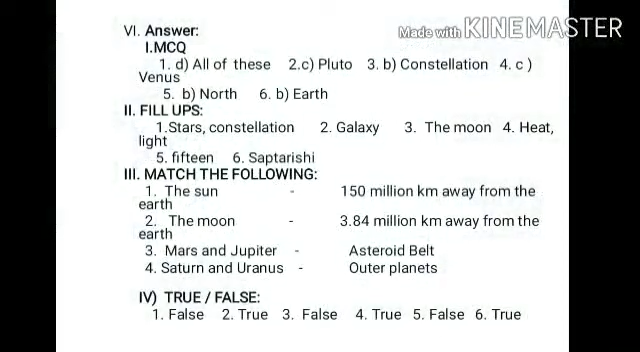 VI. Answer:
Made with KINEMASTER
I.MCQ
1. d) All of these 2.c) Pluto 3. b) Constellation 4. c )
Venus
5. b) North 6. b) Earth
II. FILL UPS:
1.Stars, constellation 2. Galaxy 3. The moon 4. Heat,
light
5. fifteen 6. Saptarishi
III. MATCH THE FOLLOWING:
1. The sun - 150 million km away from the
earth
2. The moon - 3.84 million km away from the
earth
3. Mars and Jupiter - Asteroid Belt
4. Saturn and Uranus - Outer planets
IV) TRUE / FALSE:
1. False 2. True 3. False 4. True 5. False 6. True